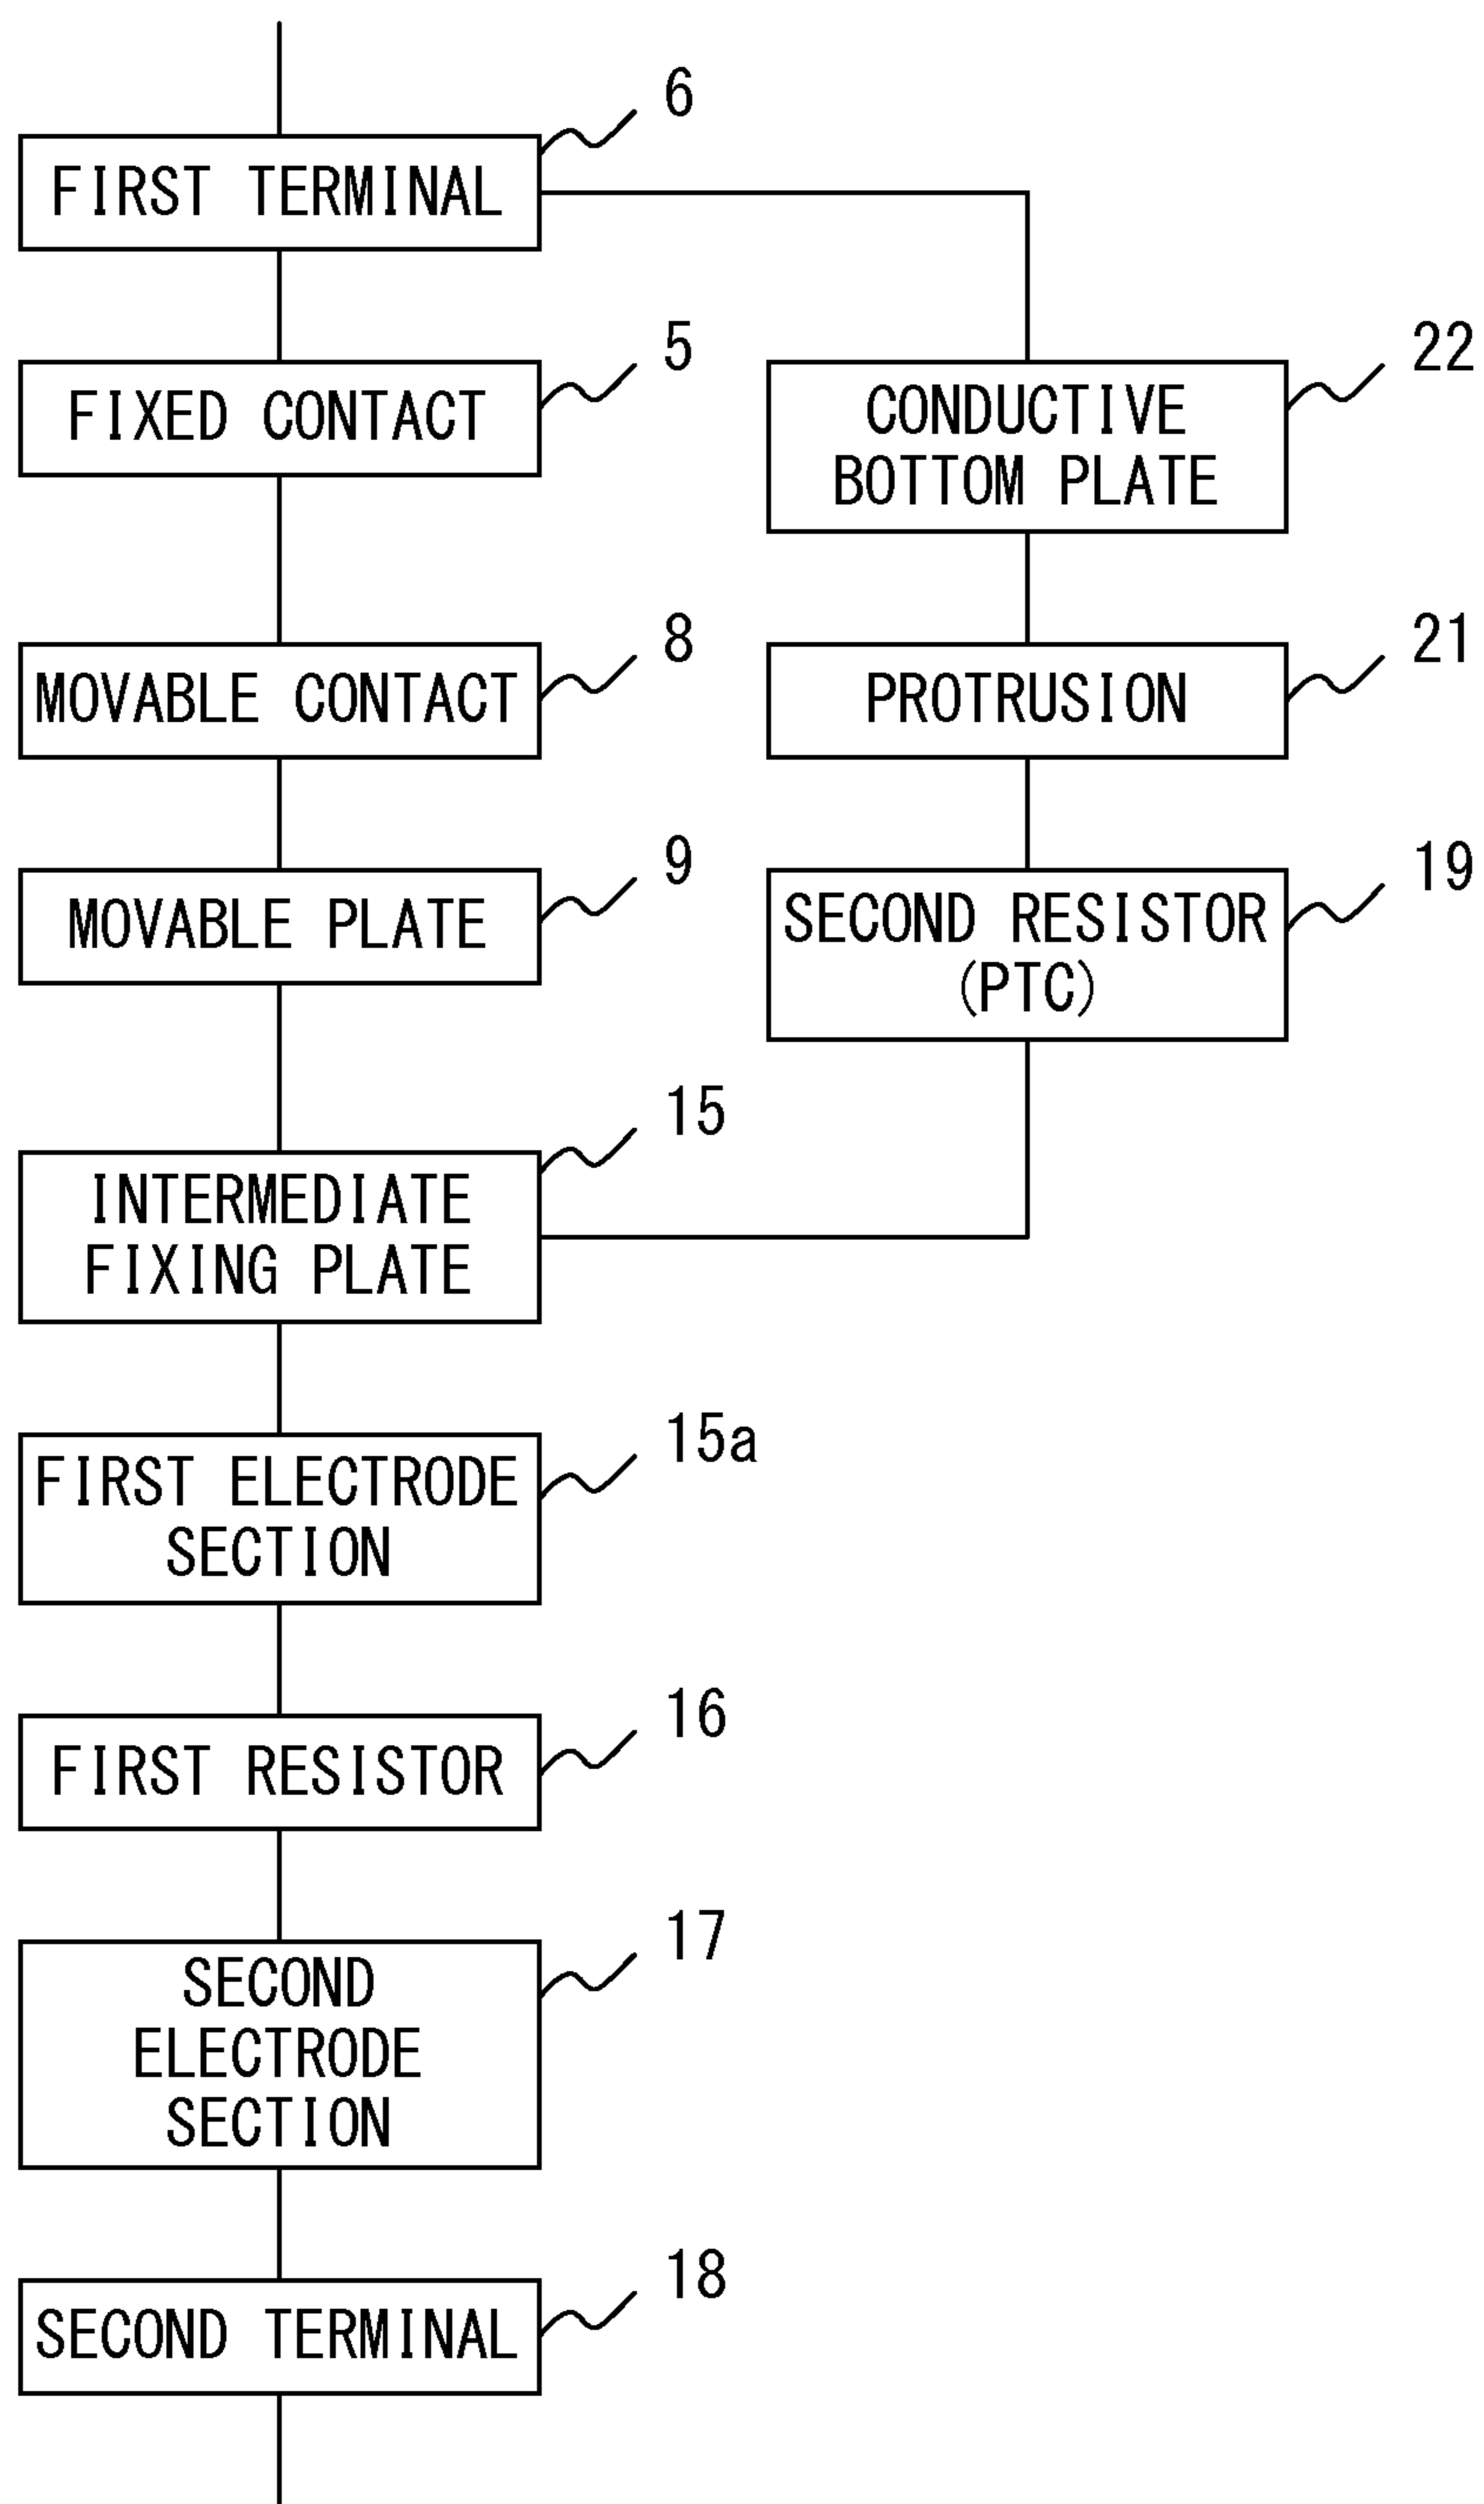 6
FIRST TERMINAL
5
FIXED CONTACT
22
CONDUCTIVE
BOTTOM PLATE
8
MOVABLE CONTACT
21
PROTRUSION
9
MOVABLE PLATE
19
SECOND RESISTOR
(PTC)
15
INTERMEDIATE
FIXING PLATE
15a
FIRST ELECTRODE
SECTION
16
FIRST RESISTOR
17
SECOND
ELECTRODE
SECTION
18
SECOND TERMINAL